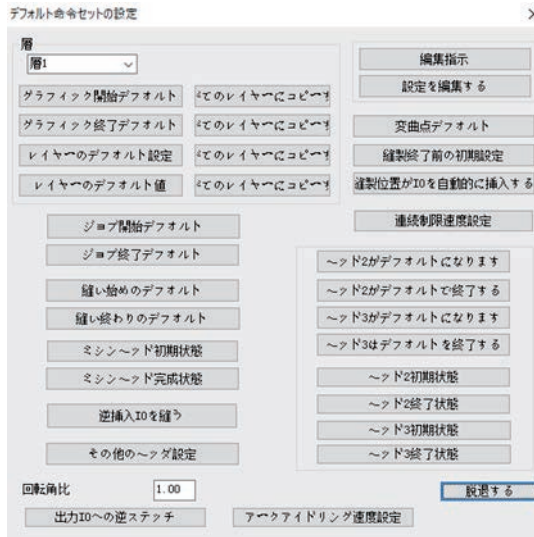 デフォルト命令セットの設定
層
層1
グラフィック開始デフォルト
てのレイヤーにコピーす
グラフィック終了デフォルト
てのレイヤーにコピーす
レイヤーのデフォルト設定
てのレイヤーにコピーす
レイヤーのデフォルト値
てのレイヤーにコピーす
編集指示
設定を編集する
変曲点デフォルト
縫製終了前の初期設定
縫製位置がIOを自動的に挿入する
連続制限速度設定
ジョブ開始デフォルト
ジョブ終了デフォルト
縫い始めのデフォルト
縫い終わりのデフォルト
ミシンヘッド初期状態
ミシンヘッド完成状態
逆挿入IOを縫う
その他のヘッダ設定
ヘッド2がデフォルトになります
ヘッド2がデフォルトで終了する
ヘッド3がデフォルトになります
ヘッド3はデフォルトを終了する
ヘッド2初期状態
ヘッド2終了状態
ヘッド3初期状態
ヘッド3終了状態
回転角比
1.00
脱退する
出力IOへの逆ステッチ
アークアイドリング速度設定